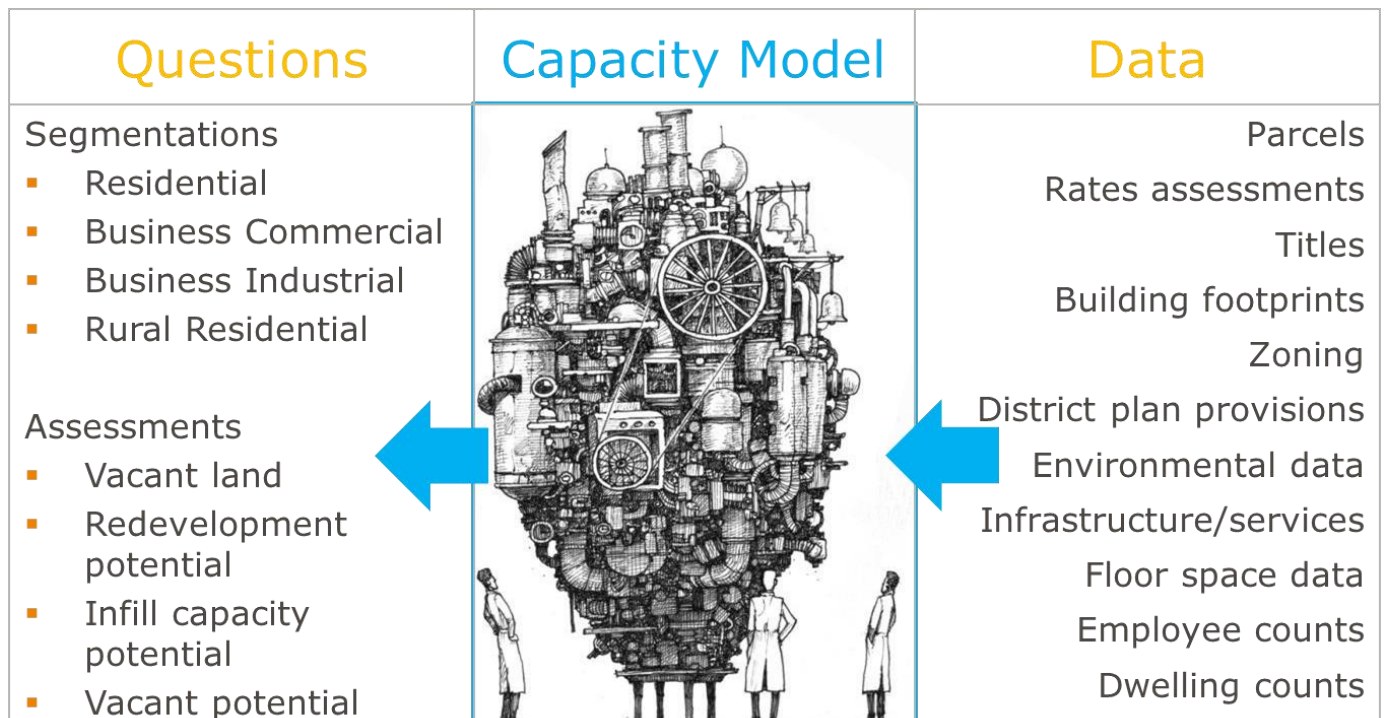 Questions
Capacity Model
Data
Segmentations
▪ Residential
▪ Business Commercial
▪ Business Industrial
▪ Rural Residential
Assessments
▪ Vacant land
▪ Redevelopment
potential
▪ Infill capacity
potential
▪ Vacant potential
Parcels
Rates assessments
Titles
Building footprints
Zoning
District plan provisions
Environmental data
Infrastructure/services
Floor space data
Employee counts
Dwelling counts